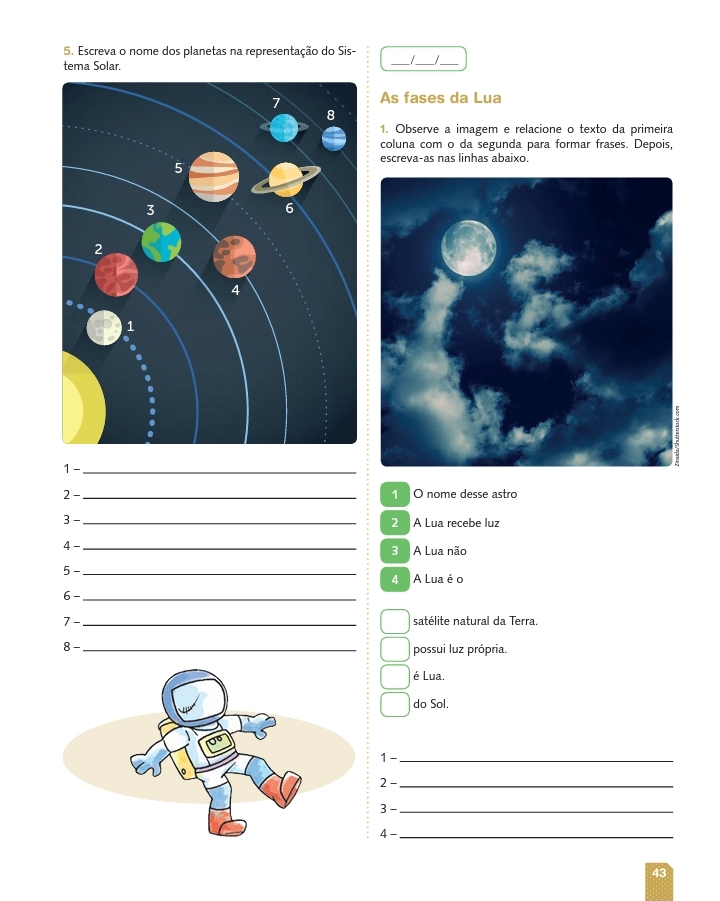 5. Escreva o nome dos planetas na representação do Sis-
tema Solar.
7
8
5
6
3
2
4
1
1 –
2 –
3 –
4 –
5 –
6 –
7 –
8 –
___/___/___
As fases da Lua
1. Observe a imagem e relacione o texto da primeira
coluna com o da segunda para formar frases. Depois,
escreva-as nas linhas abaixo.
Zinaida/Shutterstock.com
1 O nome desse astro
2 A Lua recebe luz
3 A Lua não
4 A Lua é o
satélite natural da Terra.
possui luz própria.
é Lua.
do Sol.
1 –
2 –
3 –
4 –
43